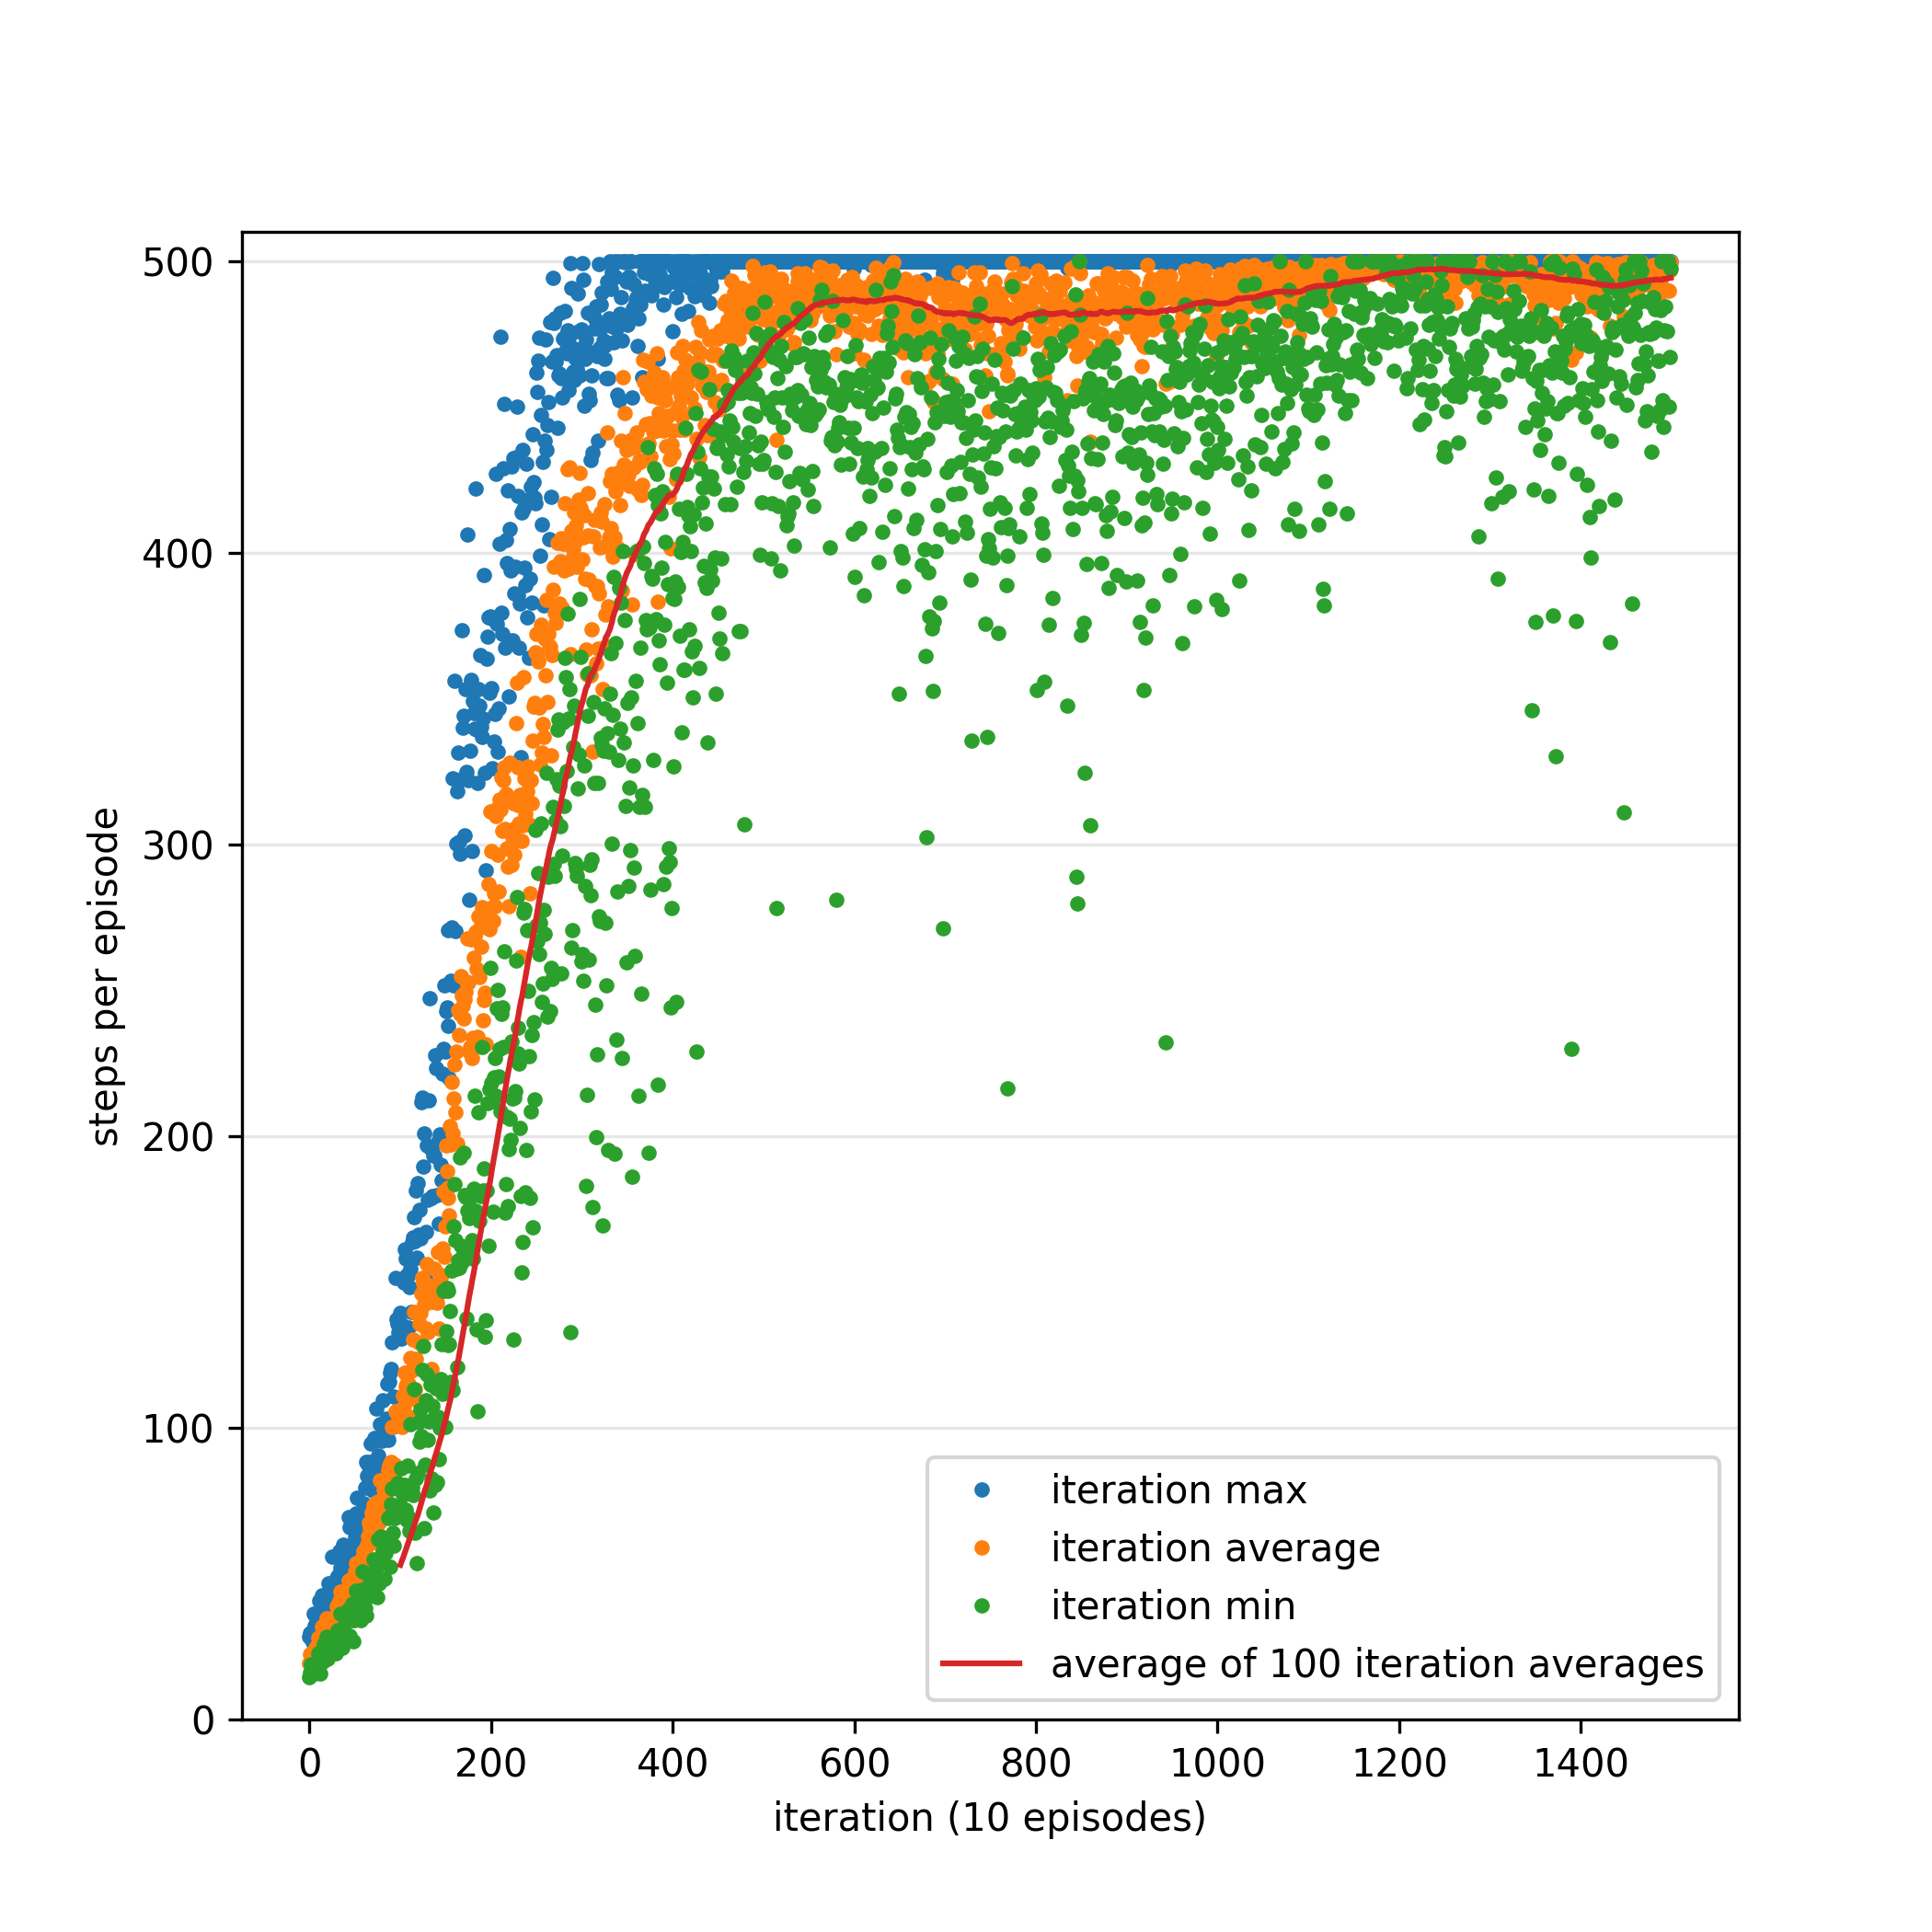 500
400
300
200
100
0
steps per episode
0 200 400 600 800 1000 1200 1400
iteration (10 episodes)
iteration max
iteration average
iteration min
average of 100 iteration averages